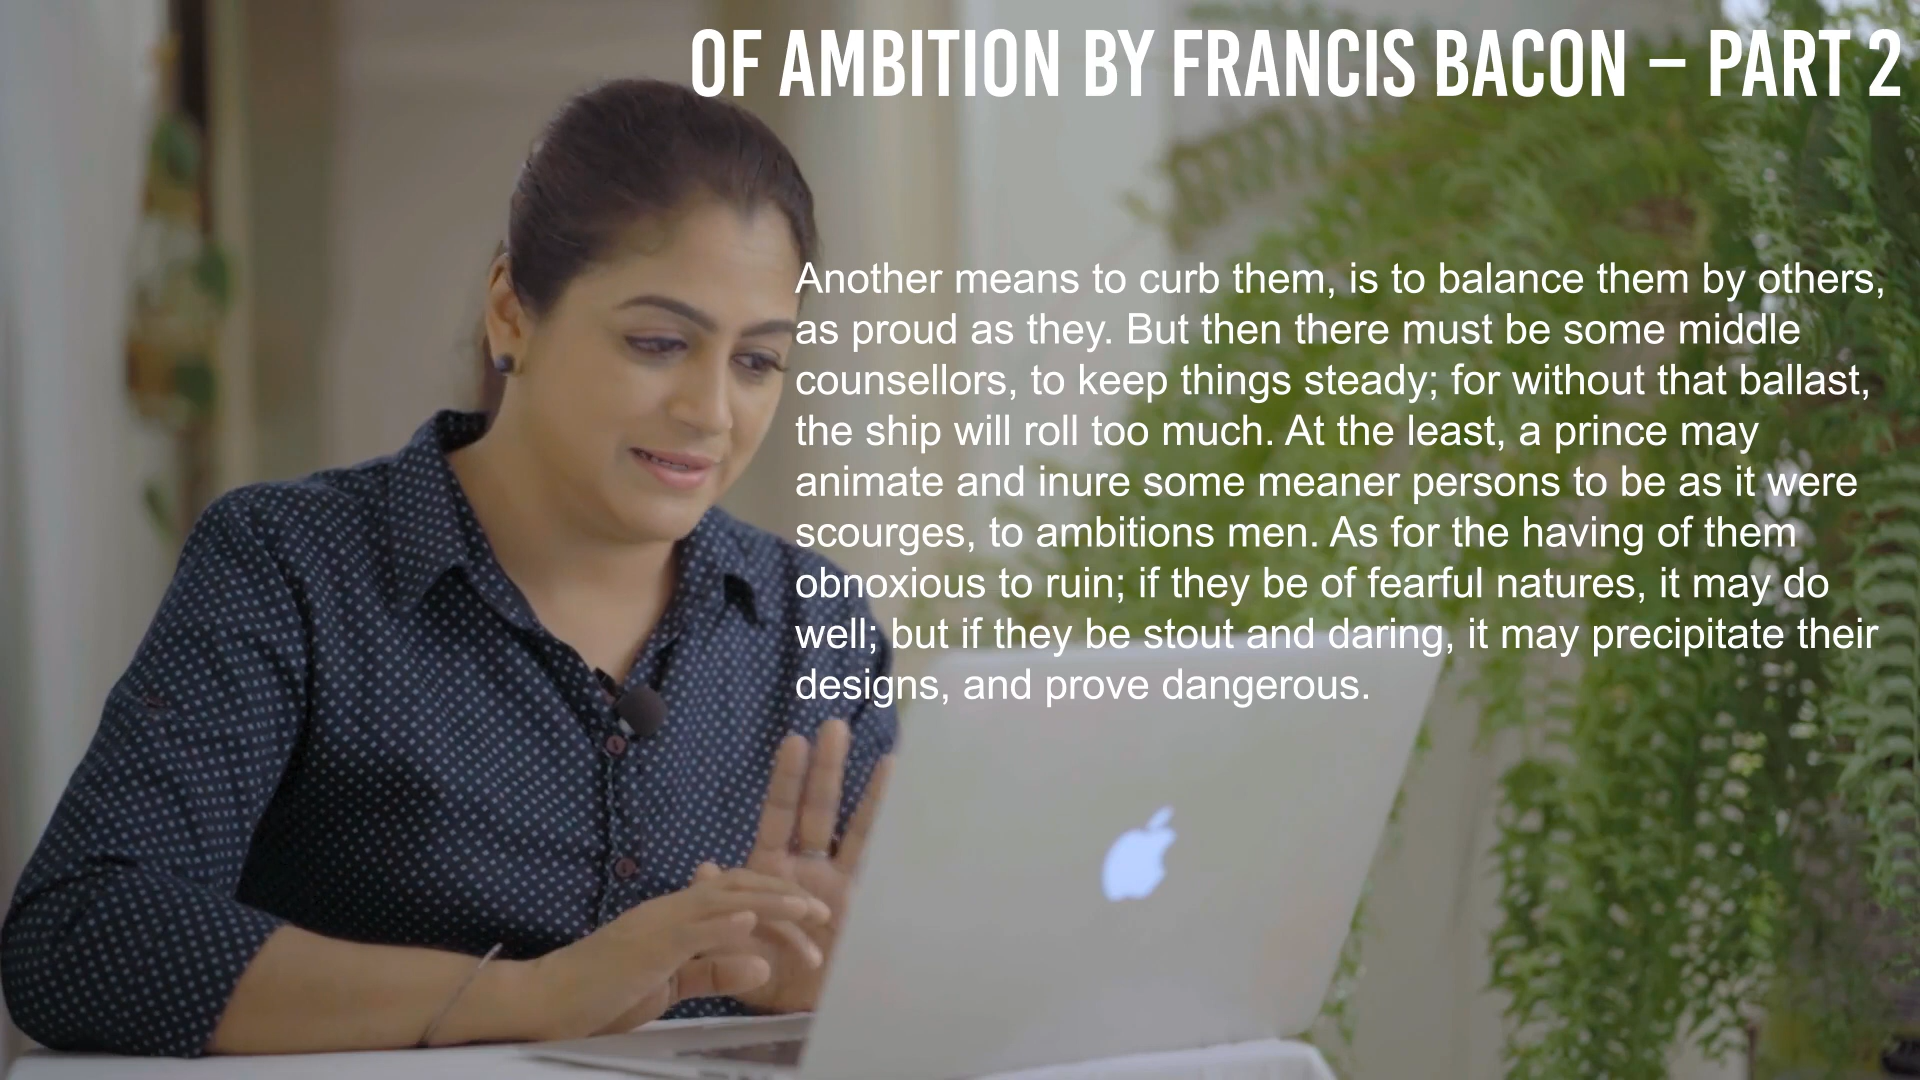 OF AMBITION BY FRANCIS BACON – PART 2
Another means to curb them, is to balance them by others,
as proud as they. But then there must be some middle
counsellors, to keep things steady; for without that ballast,
the ship will roll too much. At the least, a prince may
animate and inure some meaner persons to be as it were
scourges, to ambitions men. As for the having of them
obnoxious to ruin; if they be of fearful natures, it may do
well; but if they be stout and daring, it may precipitate their
designs, and prove dangerous.